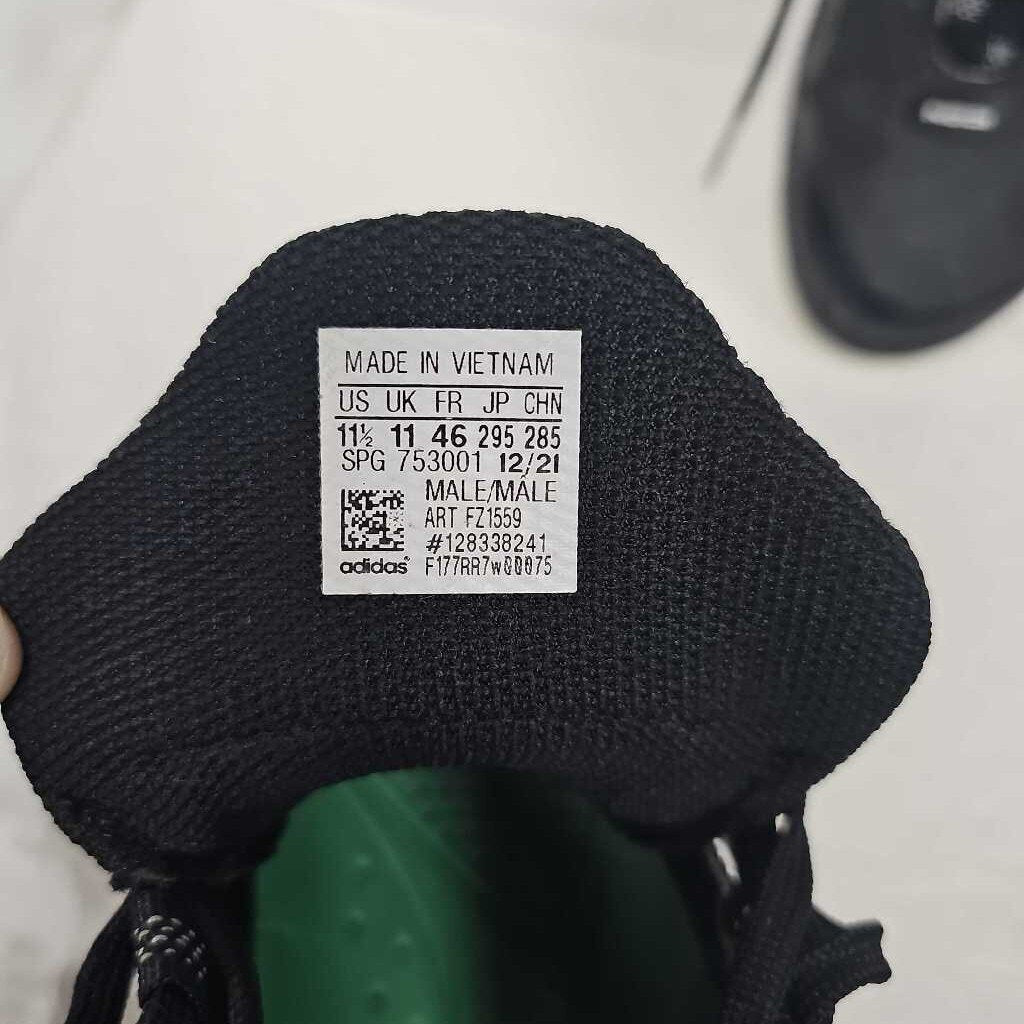 MADE IN VIETNAM
US UK FR JP CHN
11½ 11 46 295 285
SPG 753001 12/21
MALE/MÂLE
ART FZ1559
#128338241
adidas® F177RR7w00075